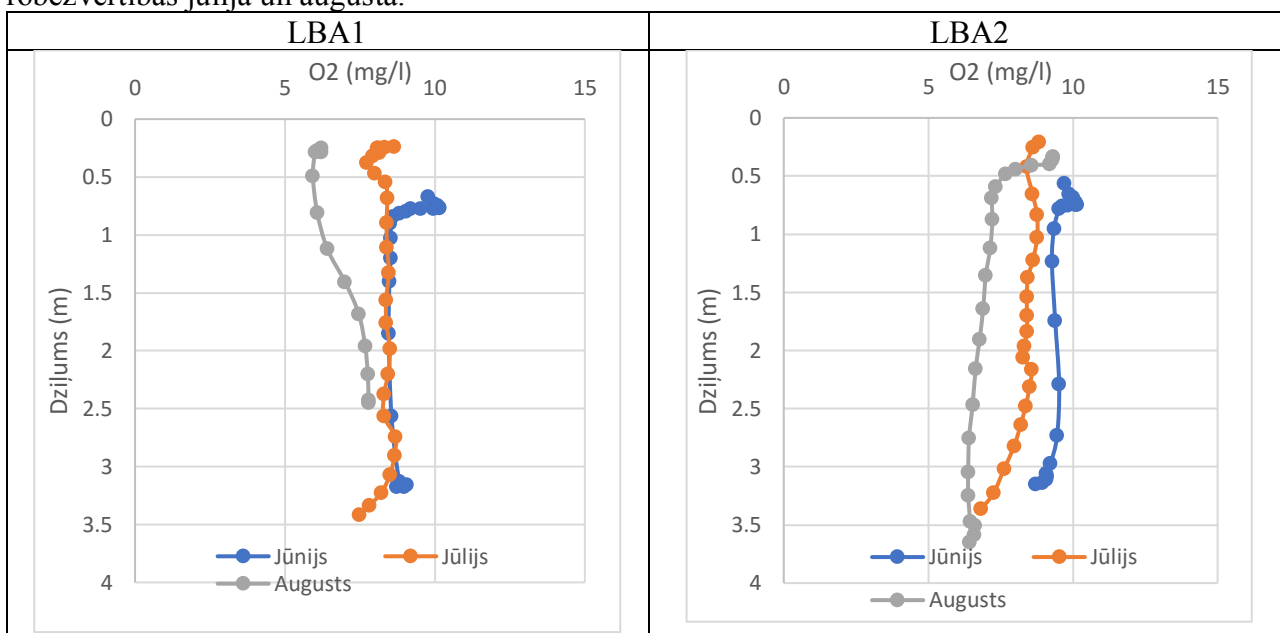 robežvērtības jūlijā un augustā.
LBA1
LBA2
O2 (mg/l)
0 5 10 15
0
0.5
1
1.5
2
2.5
3
3.5
4
Dziļums (m)
Jūnijs
Jūlijs
Augusts
O2 (mg/l)
0 5 10 15
0
0.5
1
1.5
2
2.5
3
3.5
4
Dziļums (m)
Jūnijs
Jūlijs
Augusts